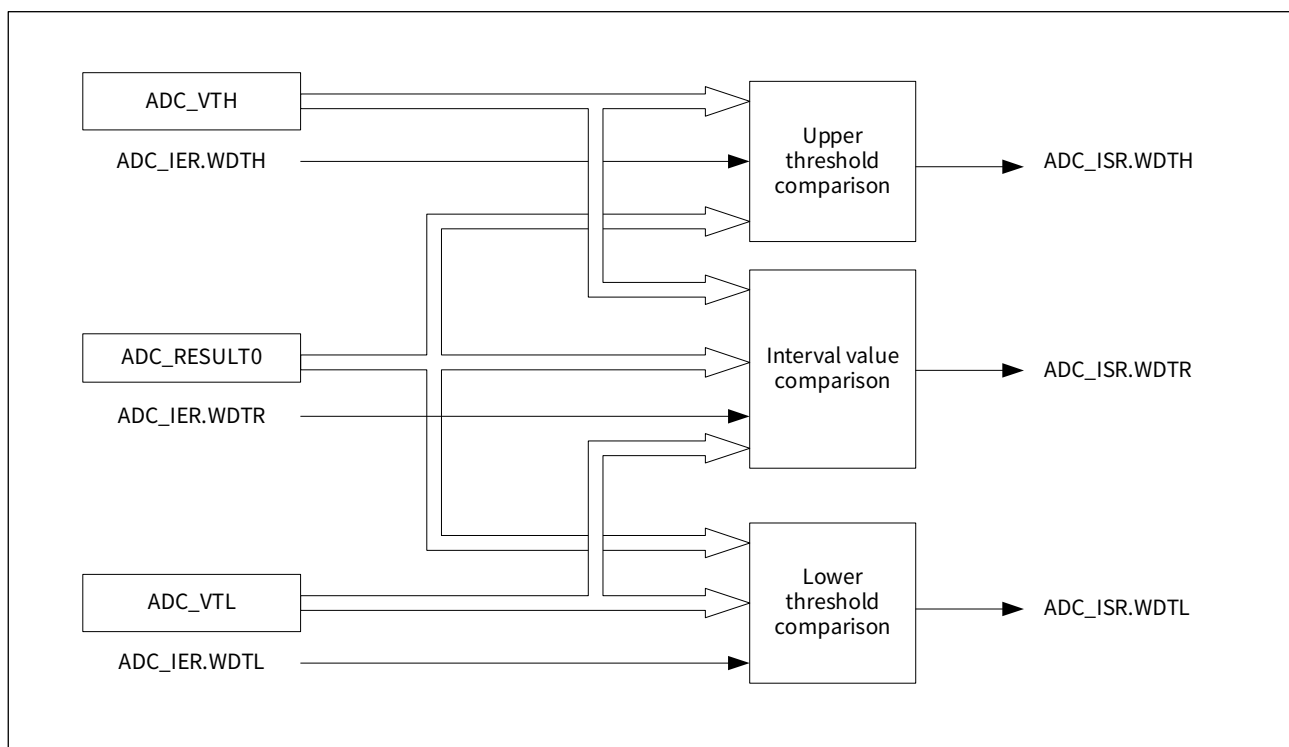 ADC_VTH
ADC_IER.WDTH
Upper
threshold
comparison
ADC_ISR.WDTH
ADC_RESULT0
ADC_IER.WDTR
Interval value
comparison
ADC_ISR.WDTR
ADC_VTL
ADC_IER.WDTL
Lower
threshold
comparison
ADC_ISR.WDTL